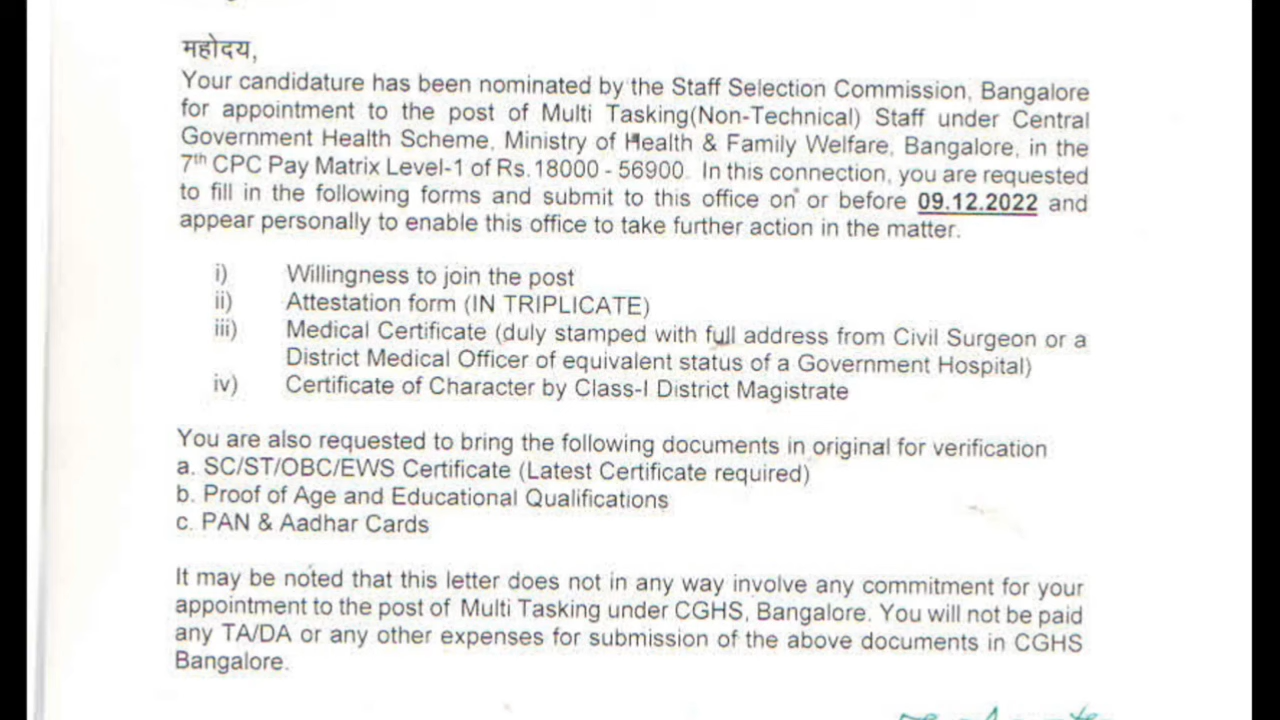 महोदय,
Your candidature has been nominated by the Staff Selection Commission, Bangalore
for appointment to the post of Multi Tasking(Non-Technical) Staff under Central
Government Health Scheme, Ministry of Health & Family Welfare, Bangalore, in the
7th CPC Pay Matrix Level-1 of Rs.18000 - 56900. In this connection, you are requested
to fill in the following forms and submit to this office on or before 09.12.2022 and
appear personally to enable this office to take further action in the matter.
i) Willingness to join the post
ii) Attestation form (IN TRIPLICATE)
iii) Medical Certificate (duly stamped with full address from Civil Surgeon or a
District Medical Officer of equivalent status of a Government Hospital)
iv) Certificate of Character by Class-I District Magistrate
You are also requested to bring the following documents in original for verification
a. SC/ST/OBC/EWS Certificate (Latest Certificate required)
b. Proof of Age and Educational Qualifications
c. PAN & Aadhar Cards
It may be noted that this letter does not in any way involve any commitment for your
appointment to the post of Multi Tasking under CGHS, Bangalore. You will not be paid
any TA/DA or any other expenses for submission of the above documents in CGHS
Bangalore.